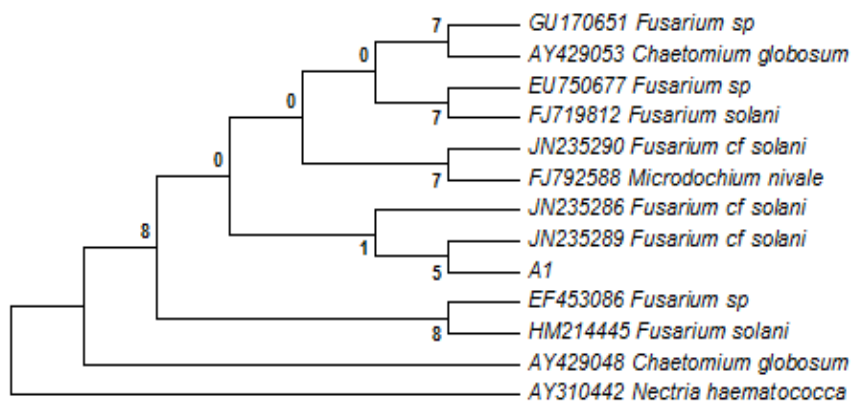 7 GU170651 Fusarium sp
AY429053 Chaetomium globosum
0
EU750677 Fusarium sp
0
7 FJ719812 Fusarium solani
JN235290 Fusarium cf solani
0
7 FJ792588 Microdochium nivale
JN235286 Fusarium cf solani
8
1 JN235289 Fusarium cf solani
5 A1
EF453086 Fusarium sp
8 HM214445 Fusarium solani
AY429048 Chaetomium globosum
AY310442 Nectria haematococca